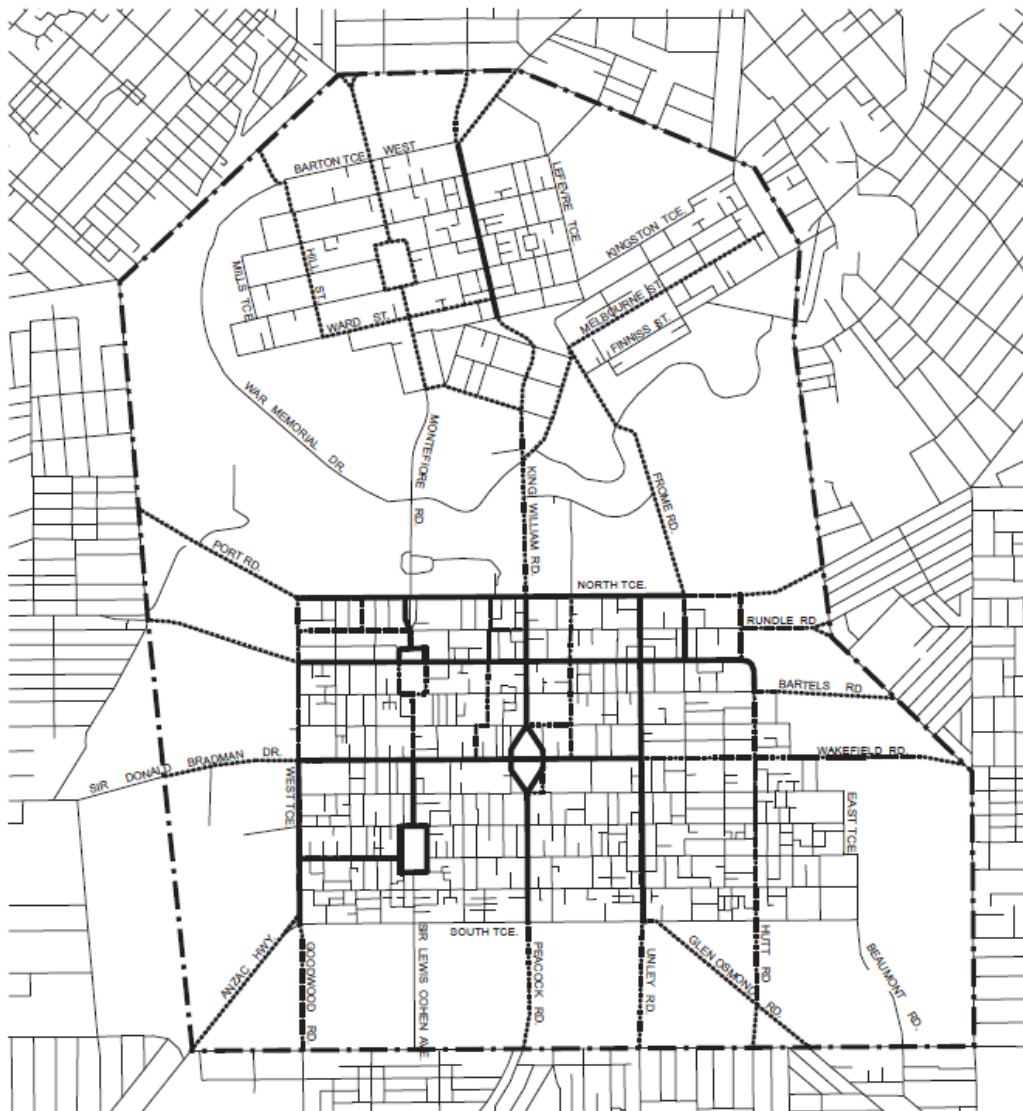 BARTON TCE. WEST
LEFEVRE TCE.
KINGSTON TCE.
HILL ST.
MILLS TCE
MELBOURNE ST.
WARD ST.
FINNISS ST.
WAR MEMORIAL DR.
MONTEFIORE RD.
KING WILLIAM RD.
FROME RD.
PORT RD.
NORTH TCE.
RUNDLE RD
BARTELS RD
SIR DONALD BRADMAN DR.
WAKEFIELD RD.
WEST TCE
EAST TCE
SOUTH TCE.
ANZAC HWY
GOODWOOD RD.
SIR LEWIS COHEN AVE.
PEACOCK RD.
UNLEY RD.
GLEN OSMOND RD.
HUTT RD
BEAUMONT RD.